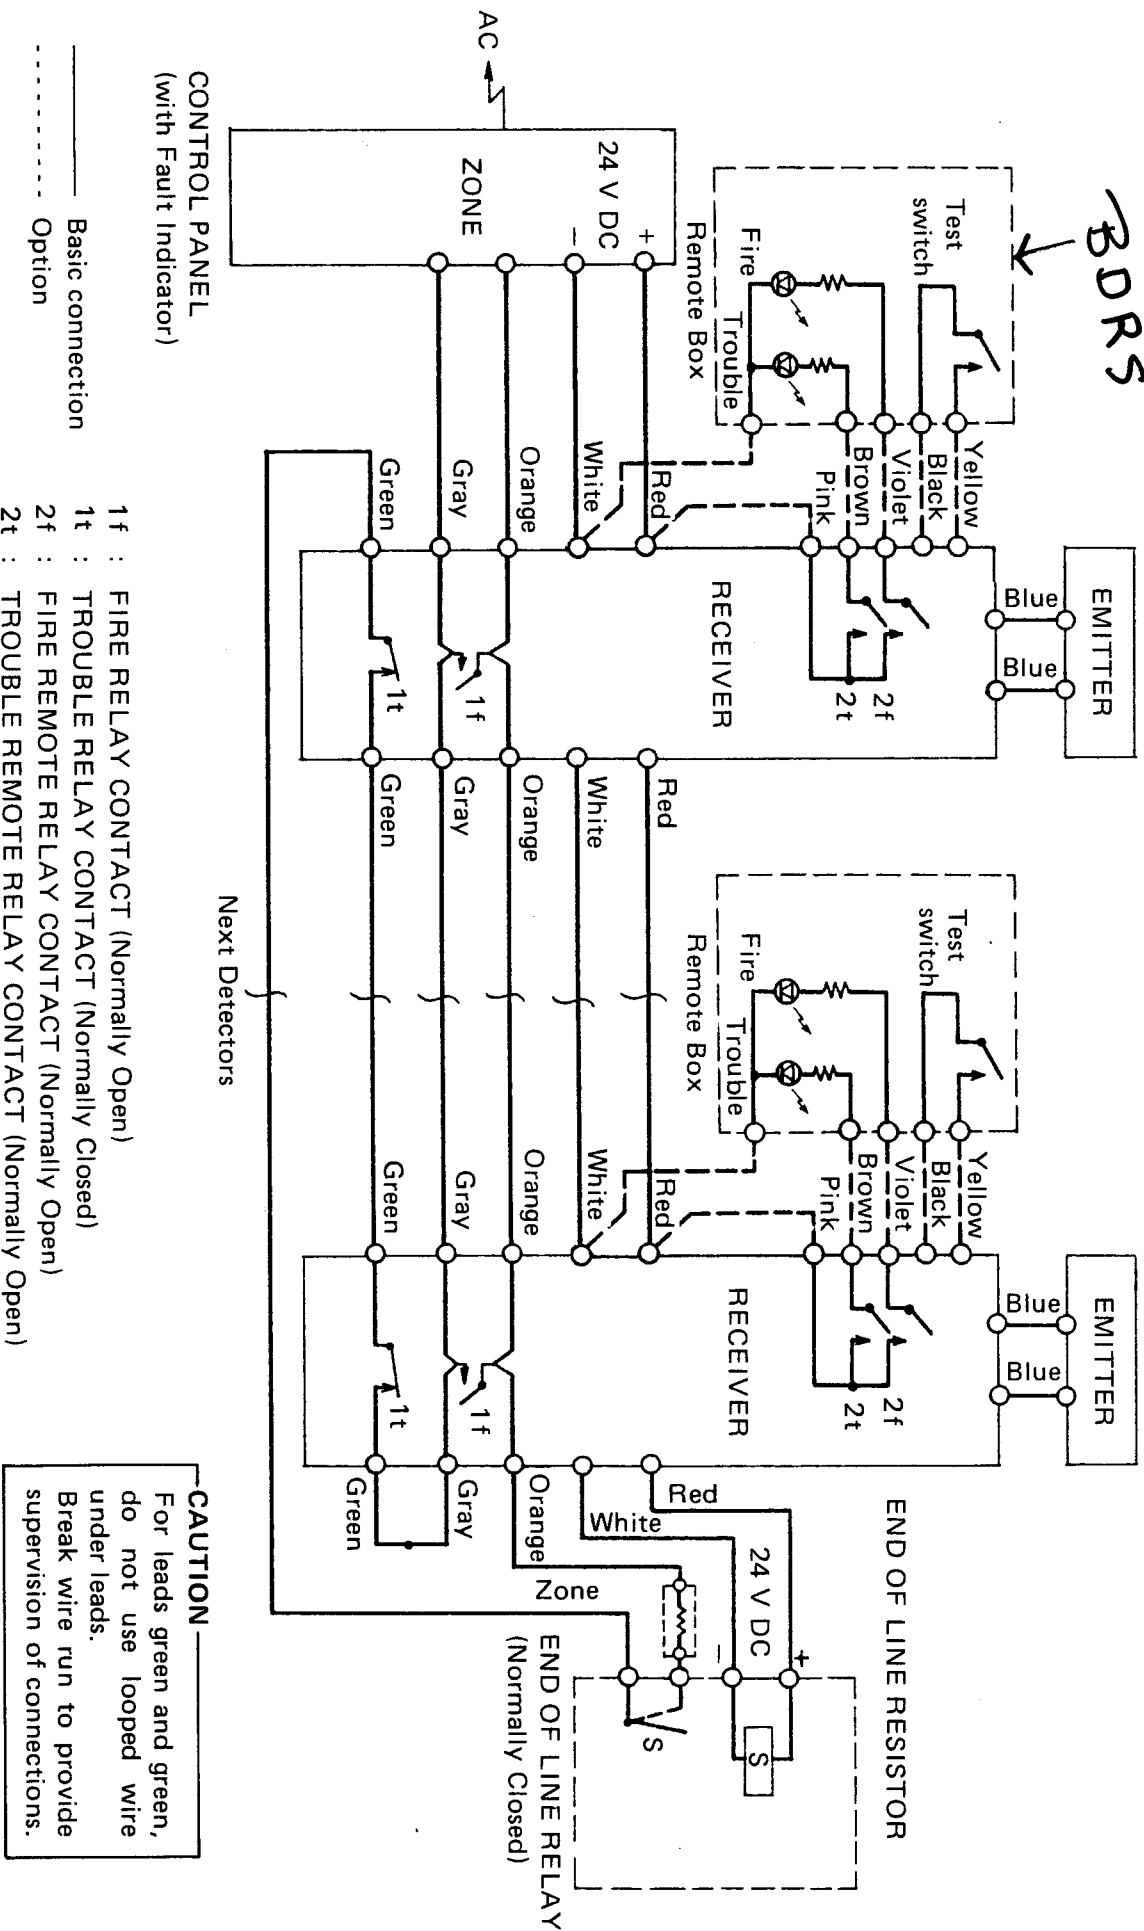 BDRS
EMITTER
EMITTER
Blue
Blue
Blue
Blue
Test
switch
Fire
Trouble
Remote Box
Yellow
Black
Violet
Brown
Pink
2f
2t
RECEIVER
Test
switch
Fire
Trouble
Remote Box
Yellow
Black
Violet
Brown
Pink
2f
2t
RECEIVER
END OF LINE RESISTOR
AC
24 V DC
+
−
ZONE
CONTROL PANEL
(with Fault Indicator)
Red
White
Orange
Gray
Green
1f
1t
Red
White
Orange
Gray
Green
Next Detectors
Red
White
Orange
Gray
Green
1f
1t
Red
White
Orange
Gray
Green
24 V DC
+
−
Zone
S
S
END OF LINE RELAY
(Normally Closed)
Basic connection
Option
1f : FIRE RELAY CONTACT (Normally Open)
1t : TROUBLE RELAY CONTACT (Normally Closed)
2f : FIRE REMOTE RELAY CONTACT (Normally Open)
2t : TROUBLE REMOTE RELAY CONTACT (Normally Open)
CAUTION
For leads green and green,
do not use looped wire
under leads.
Break wire run to provide
supervision of connections.